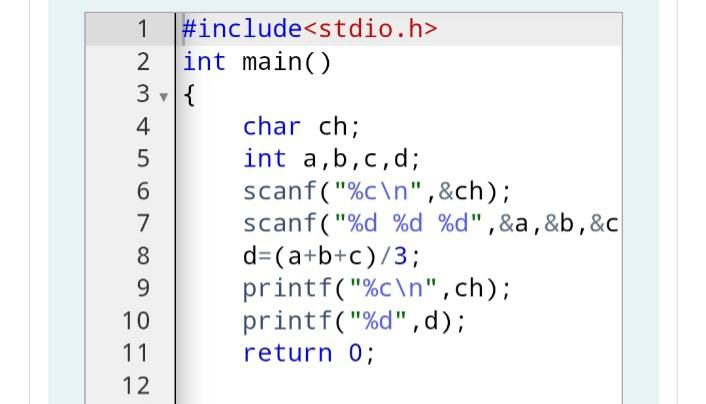 1 #include<stdio.h>
2 int main()
3 {
4 char ch;
5 int a,b,c,d;
6 scanf("%c\n",&ch);
7 scanf("%d %d %d",&a,&b,&c
8 d=(a+b+c)/3;
9 printf("%c\n",ch);
10 printf("%d",d);
11 return 0;
12